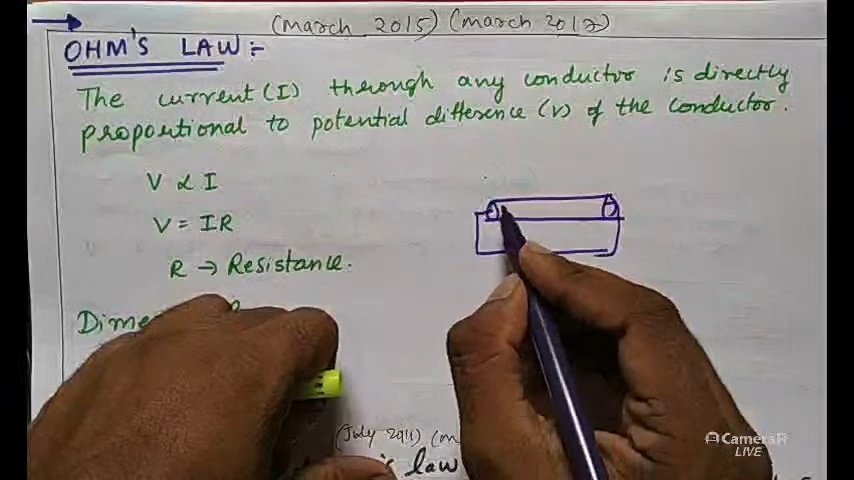 (March 2015) (March 2017)
OHM'S LAW:-
The current (I) through any conductor is directly
proportional to potential difference (V) of the conductor.
V ∝ I
V = IR
R → Resistance.
(July 2011)
law
CameraFi
LIVE